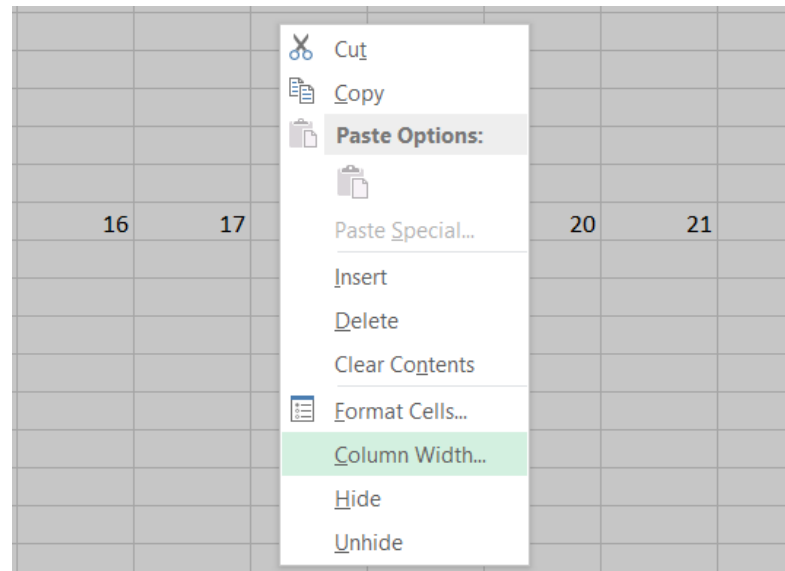 Cut
Copy
Paste Options:
16 17 Paste Special... 20 21
Insert
Delete
Clear Contents
Format Cells...
Column Width...
Hide
Unhide